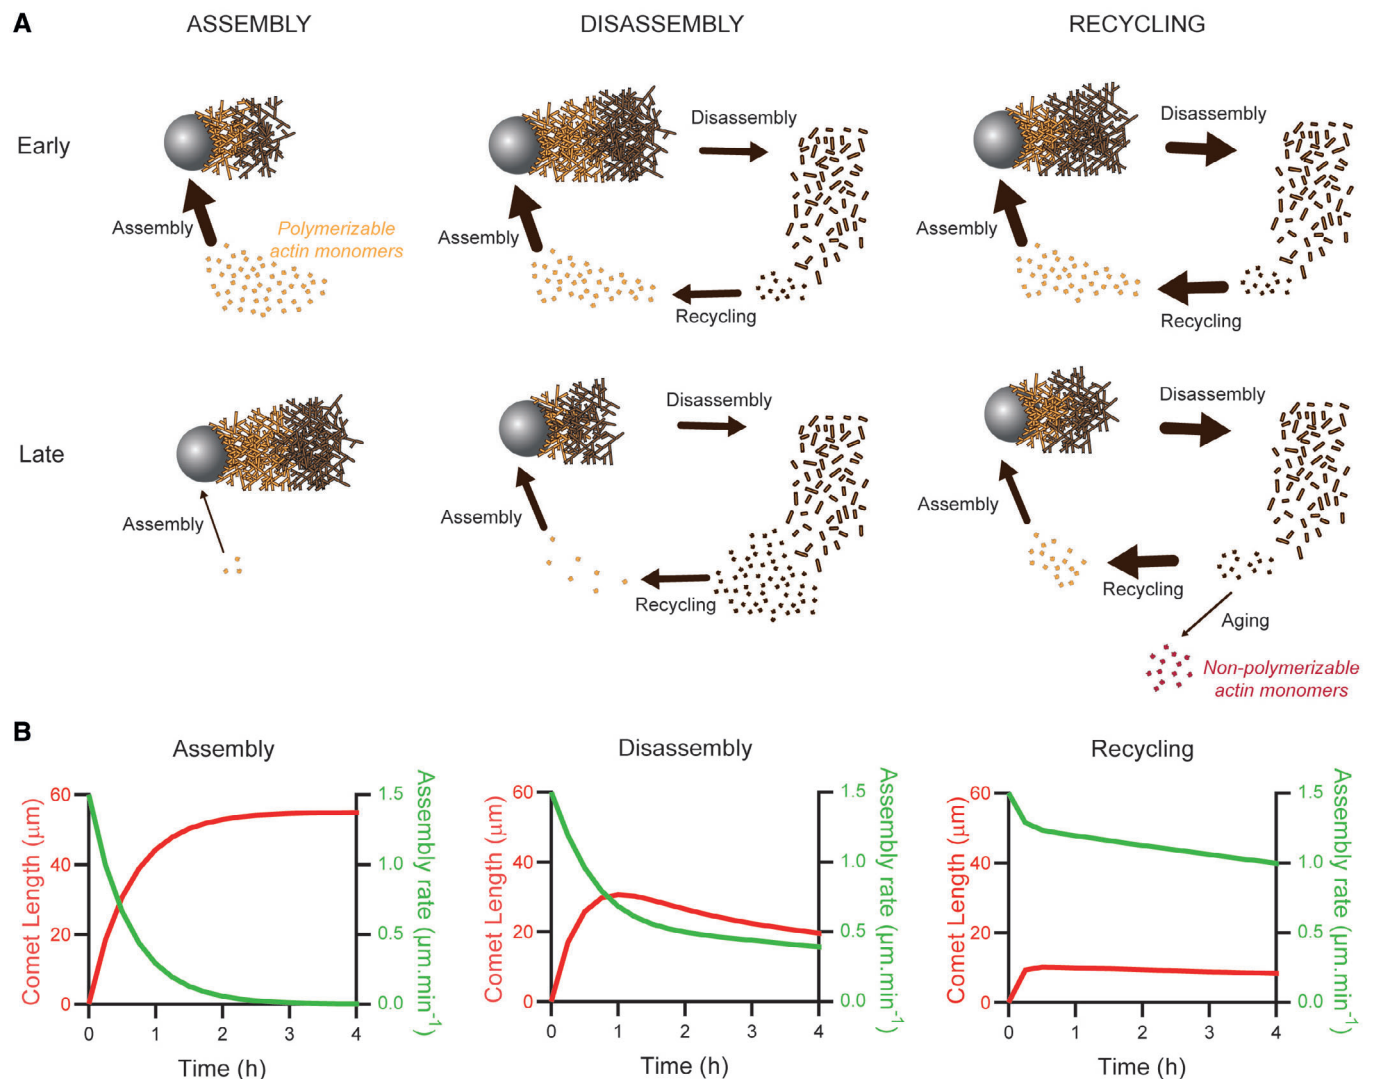 A
ASSEMBLY
DISASSEMBLY
RECYCLING
Early
Assembly
Polymerizable
actin monomers
Disassembly
Assembly
Recycling
Disassembly
Assembly
Recycling
Late
Assembly
Disassembly
Assembly
Recycling
Disassembly
Assembly
Recycling
Aging
Non-polymerizable
actin monomers
B
Assembly
Comet Length (μm)
60
40
20
0
0 1 2 3 4
Time (h)
1.5
1.0
0.5
0.0
Assembly rate (μm.min⁻¹)
Disassembly
Comet Length (μm)
60
40
20
0
0 1 2 3 4
Time (h)
1.5
1.0
0.5
0.0
Assembly rate (μm.min⁻¹)
Recycling
Comet Length (μm)
60
40
20
0
0 1 2 3 4
Time (h)
1.5
1.0
0.5
0.0
Assembly rate (μm.min⁻¹)